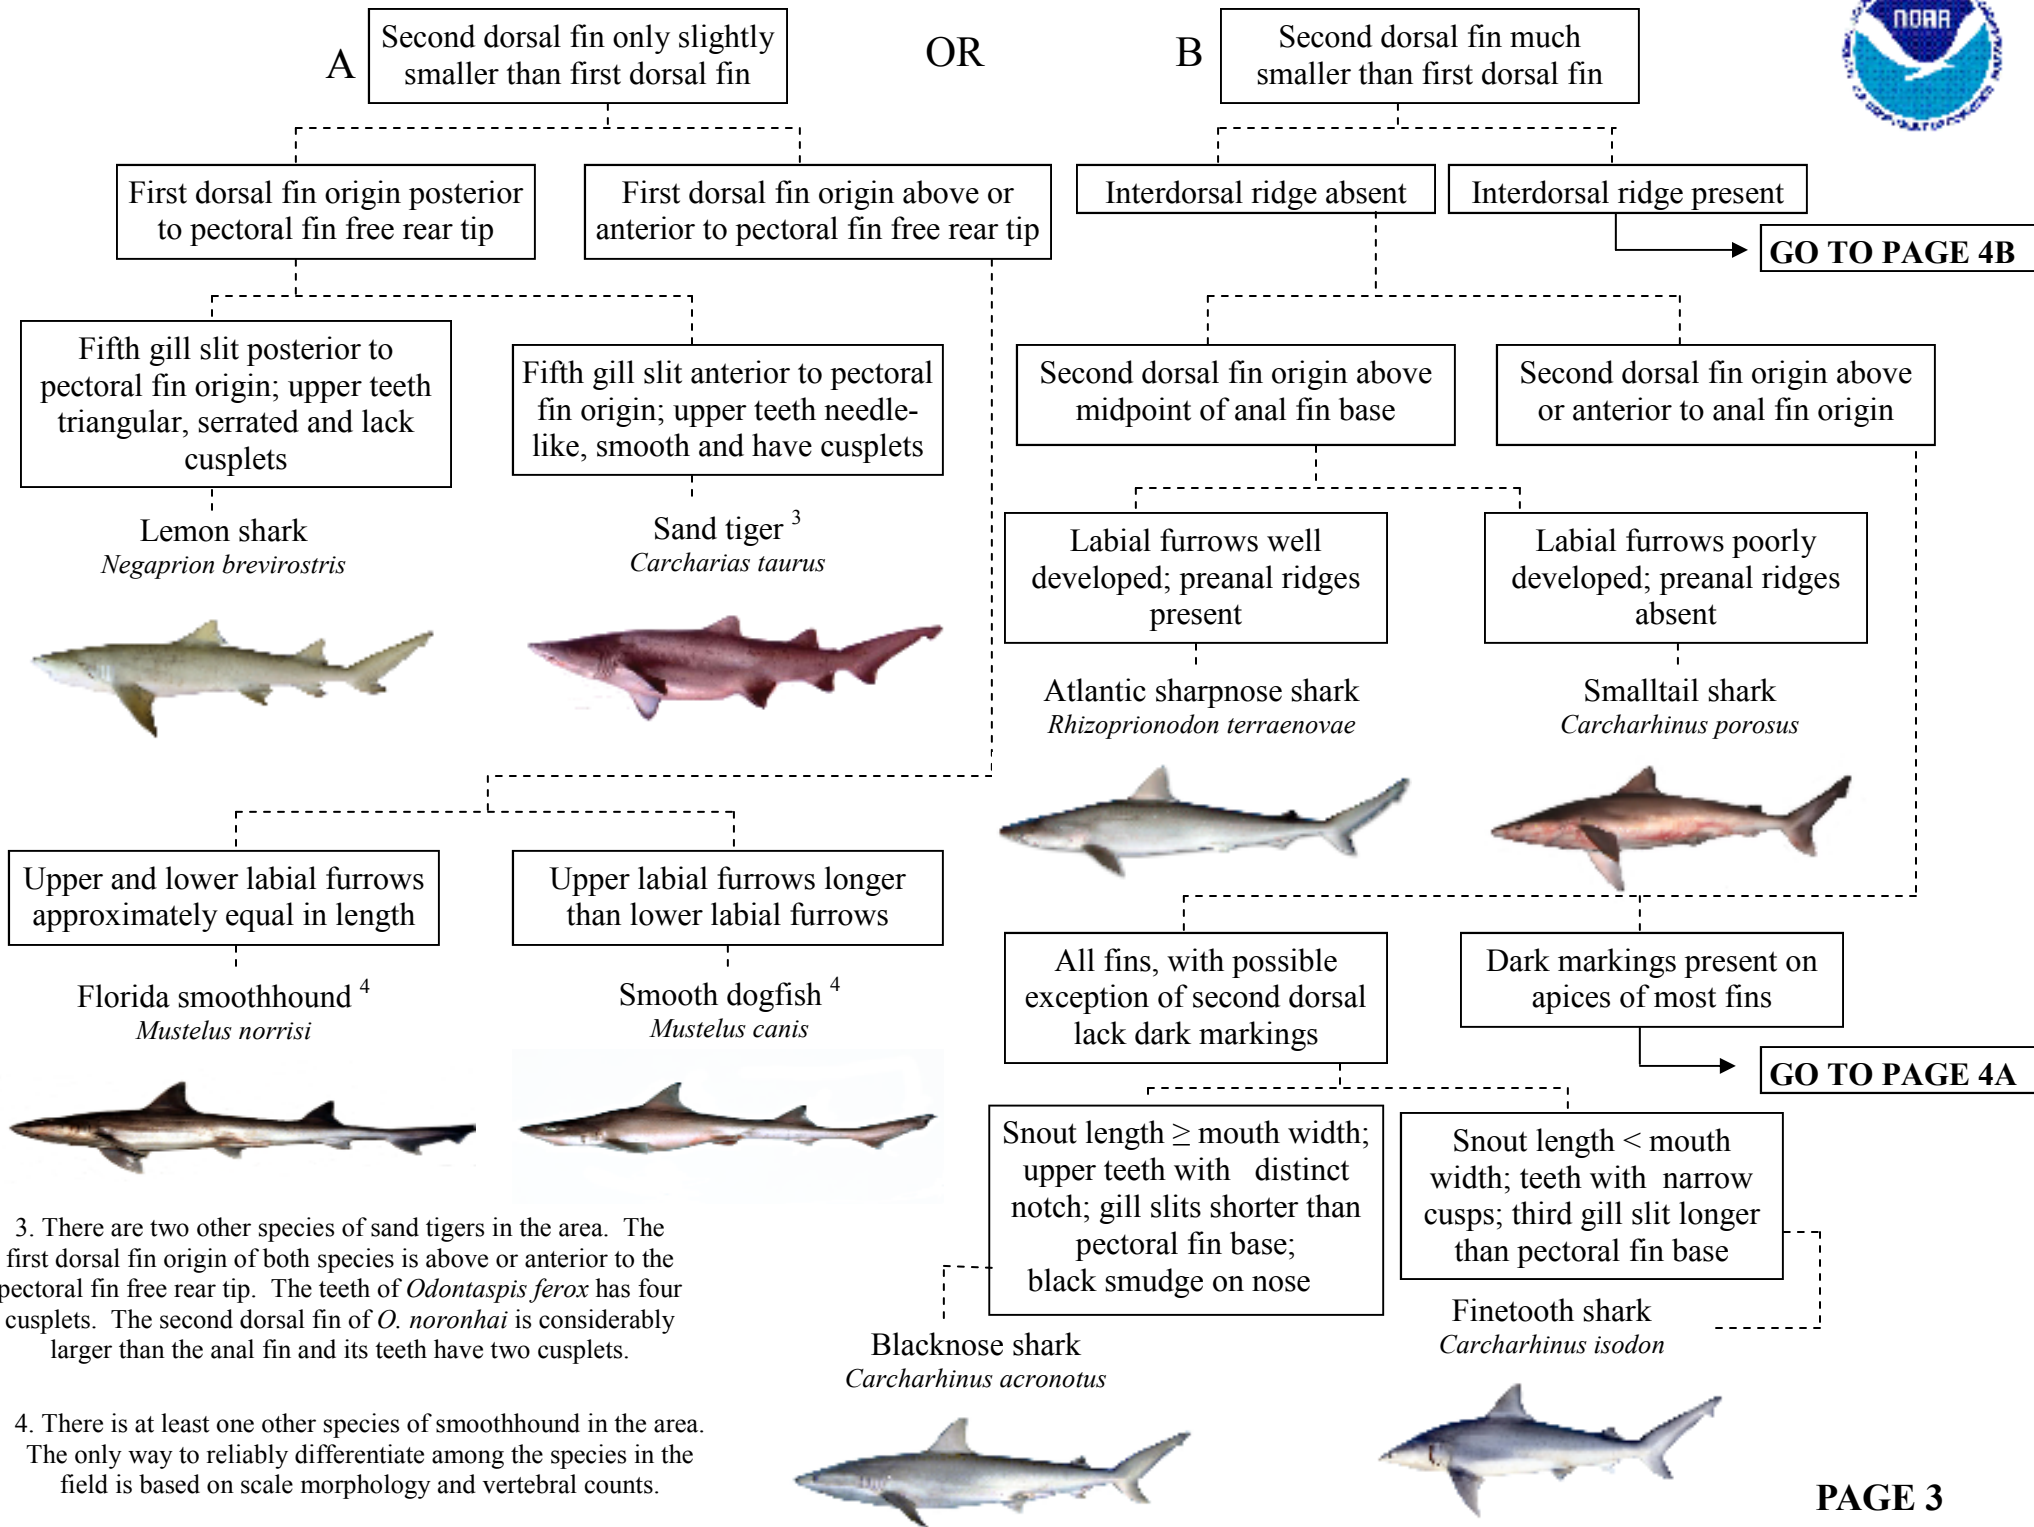 A
Second dorsal fin only slightly
smaller than first dorsal fin
OR
B
Second dorsal fin much
smaller than first dorsal fin
NOAA
First dorsal fin origin posterior
to pectoral fin free rear tip
First dorsal fin origin above or
anterior to pectoral fin free rear tip
Interdorsal ridge absent
Interdorsal ridge present
GO TO PAGE 4B
Fifth gill slit posterior to
pectoral fin origin; upper teeth
triangular, serrated and lack
cusplets
Fifth gill slit anterior to pectoral
fin origin; upper teeth needle-
like, smooth and have cusplets
Second dorsal fin origin above
midpoint of anal fin base
Second dorsal fin origin above
or anterior to anal fin origin
Lemon shark
Negaprion brevirostris
Sand tiger 3
Carcharias taurus
Labial furrows well
developed; preanal ridges
present
Labial furrows poorly
developed; preanal ridges
absent
Atlantic sharpnose shark
Rhizoprionodon terraenovae
Smalltail shark
Carcharhinus porosus
Upper and lower labial furrows
approximately equal in length
Upper labial furrows longer
than lower labial furrows
Florida smoothhound 4
Mustelus norrisi
Smooth dogfish 4
Mustelus canis
All fins, with possible
exception of second dorsal
lack dark markings
Dark markings present on
apices of most fins
GO TO PAGE 4A
Snout length ≥ mouth width;
upper teeth with distinct
notch; gill slits shorter than
pectoral fin base;
black smudge on nose
Snout length < mouth
width; teeth with narrow
cusps; third gill slit longer
than pectoral fin base
Blacknose shark
Carcharhinus acronotus
Finetooth shark
Carcharhinus isodon
3. There are two other species of sand tigers in the area. The
first dorsal fin origin of both species is above or anterior to the
pectoral fin free rear tip. The teeth of Odontaspis ferox has four
cusplets. The second dorsal fin of O. noronhai is considerably
larger than the anal fin and its teeth have two cusplets.
4. There is at least one other species of smoothhound in the area.
The only way to reliably differentiate among the species in the
field is based on scale morphology and vertebral counts.
PAGE 3